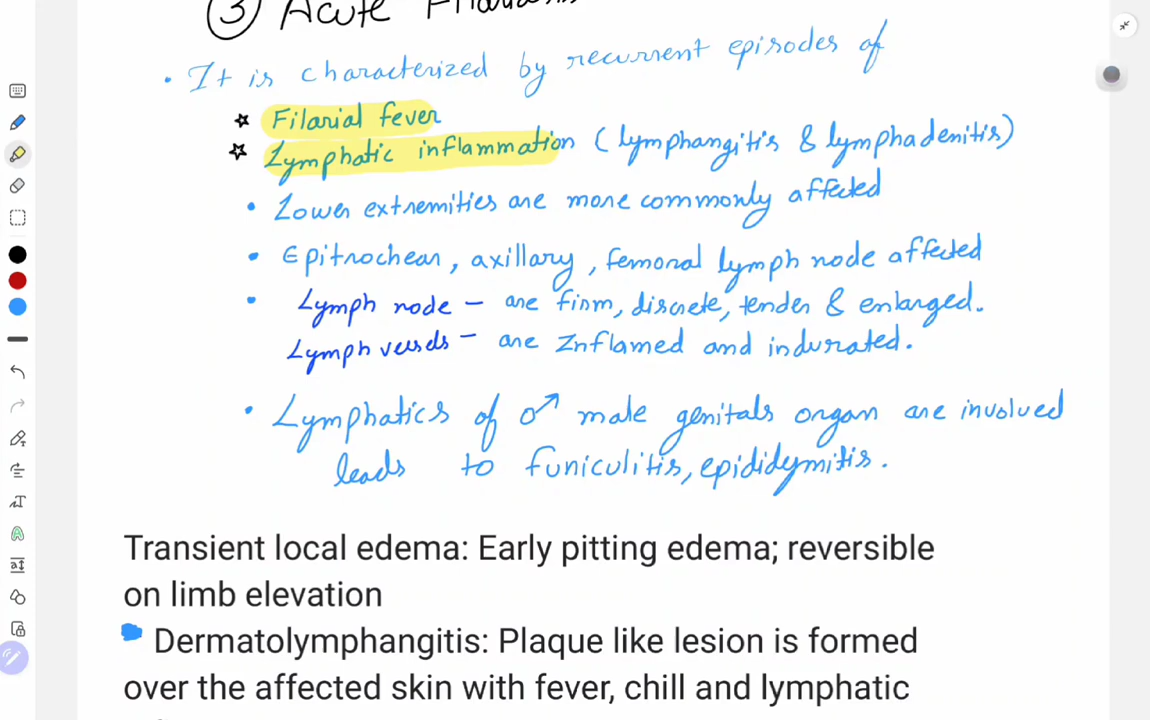 ③ Acute Filariasis
• It is characterized by recurrent episodes of
☆ Filarial fever
☆ Lymphatic inflammation (lymphangitis & lymphadenitis)
• Lower extremities are more commonly affected
• Epitrochear, axillary, femoral lymph node affected
• Lymph node – are firm, discrete, tender & enlarged.
Lymph vessels – are Inflamed and indurated.
• Lymphatics of ♂ male genitals organ are involved
leads to funiculitis, epididymitis.
Transient local edema: Early pitting edema; reversible
on limb elevation
Dermatolymphangitis: Plaque like lesion is formed
over the affected skin with fever, chill and lymphatic